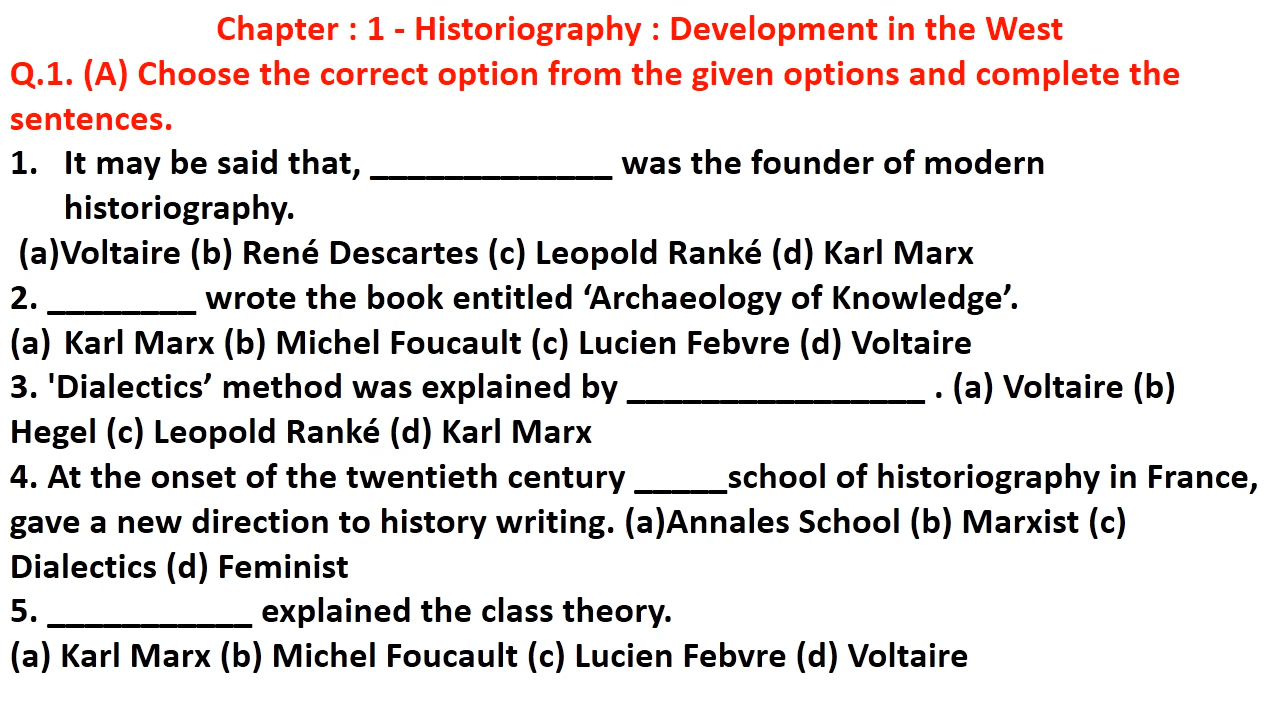 Chapter : 1 - Historiography : Development in the West
Q.1. (A) Choose the correct option from the given options and complete the
sentences.
1. It may be said that, _____________ was the founder of modern
historiography.
(a)Voltaire (b) René Descartes (c) Leopold Ranké (d) Karl Marx
2. ________ wrote the book entitled ‘Archaeology of Knowledge’.
(a) Karl Marx (b) Michel Foucault (c) Lucien Febvre (d) Voltaire
3. 'Dialectics’ method was explained by ________________ . (a) Voltaire (b)
Hegel (c) Leopold Ranké (d) Karl Marx
4. At the onset of the twentieth century _____school of historiography in France,
gave a new direction to history writing. (a)Annales School (b) Marxist (c)
Dialectics (d) Feminist
5. ___________ explained the class theory.
(a) Karl Marx (b) Michel Foucault (c) Lucien Febvre (d) Voltaire